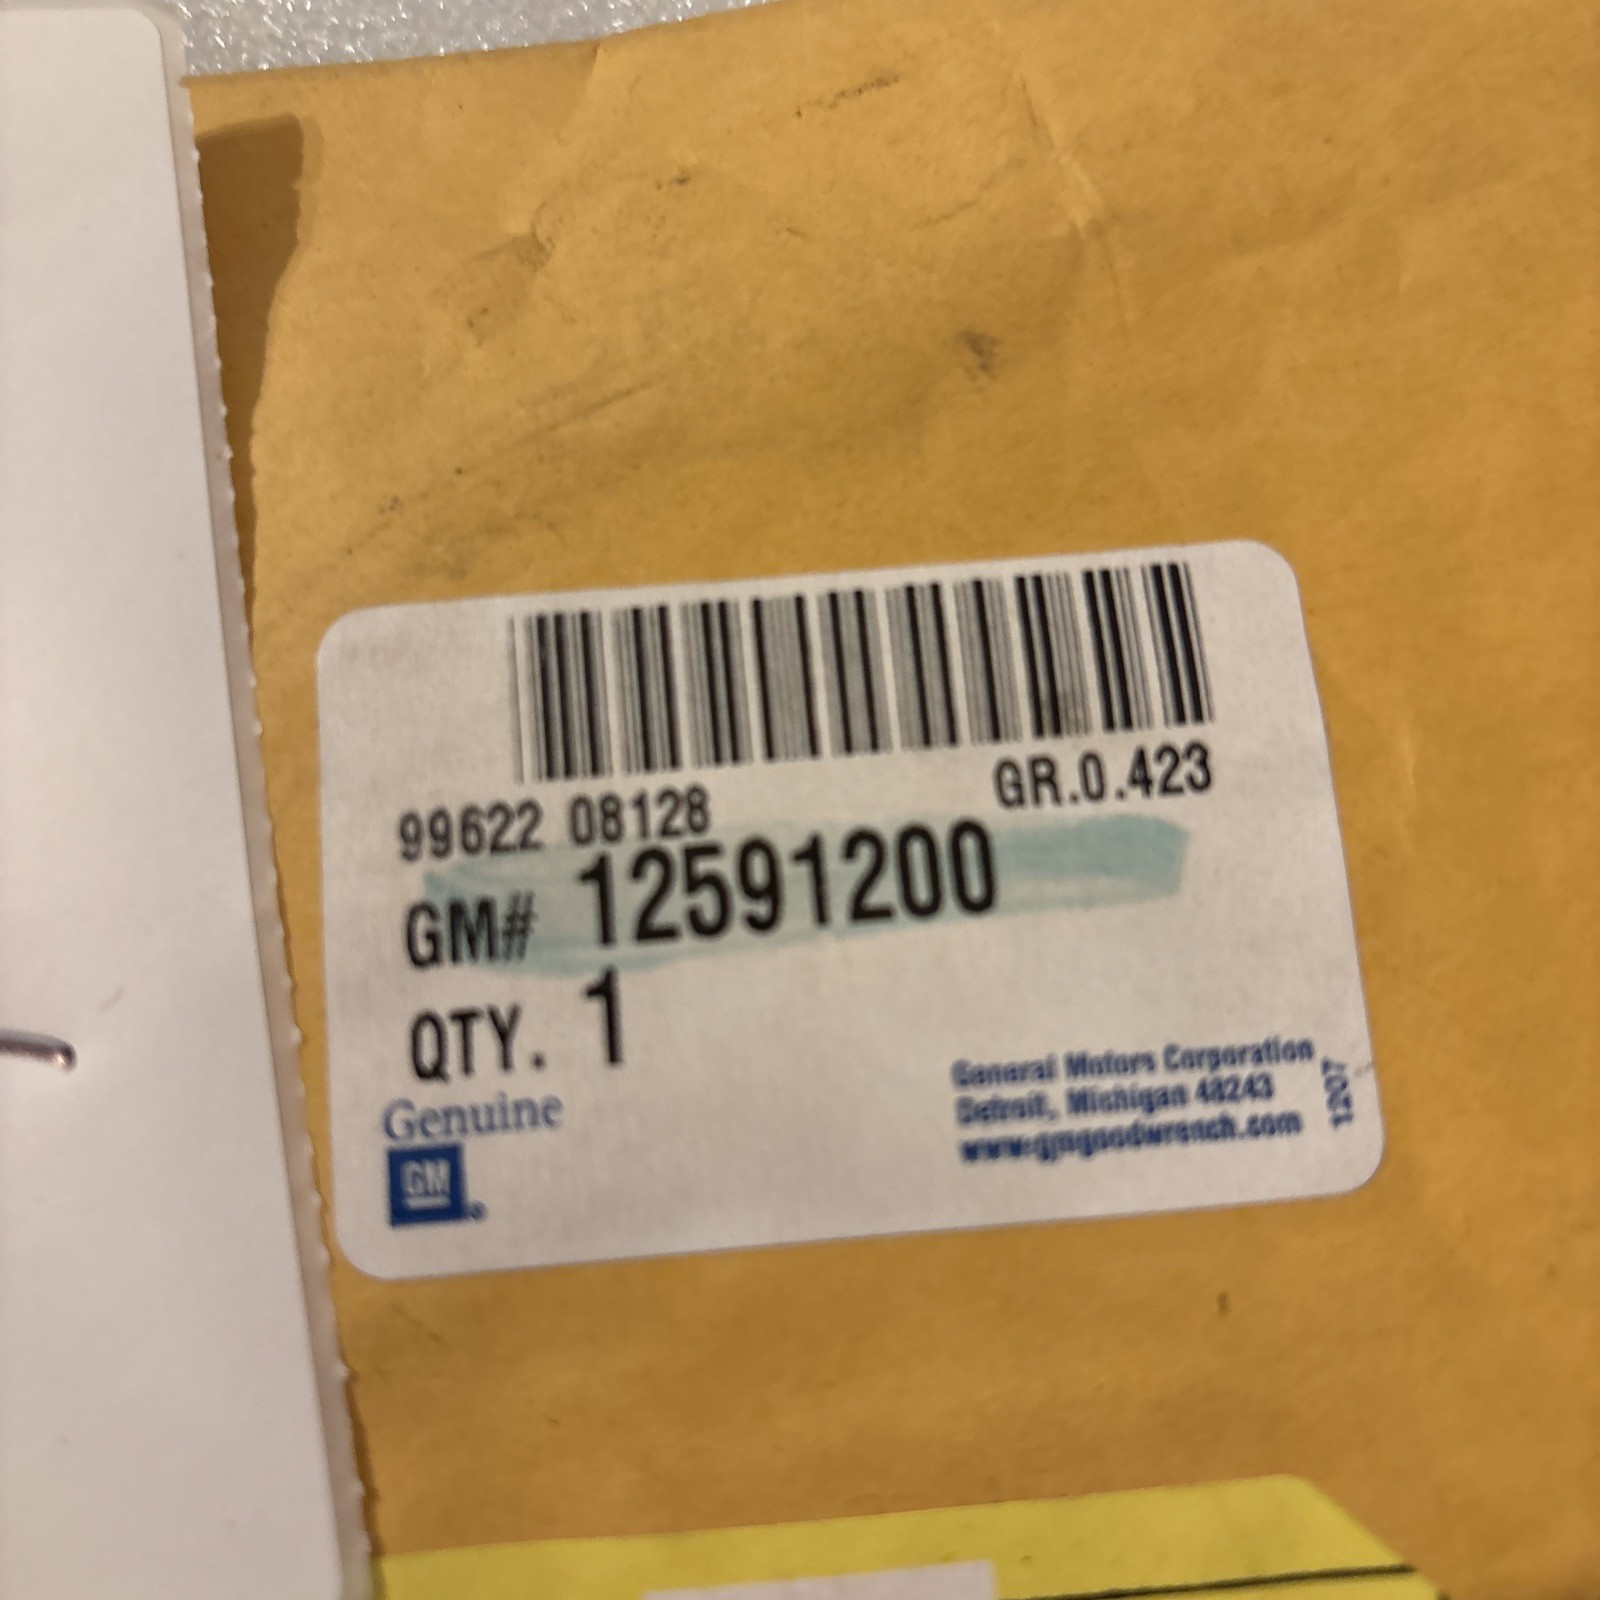 99622 08128
GR.0.423
GM# 12591200
QTY. 1
Genuine
GM
General Motors Corporation
Detroit, Michigan 48243
www.gmgoodwrench.com
1207